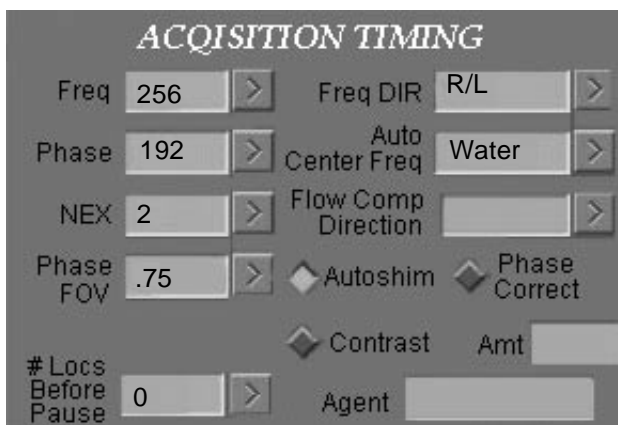 ACQISITION TIMING
Freq 256 > Freq DIR R/L >
Phase 192 > Auto Center Freq Water >
NEX 2 > Flow Comp Direction >
Phase FOV .75 > Autoshim Phase Correct
Contrast Amt
# Locs Before Pause 0 > Agent